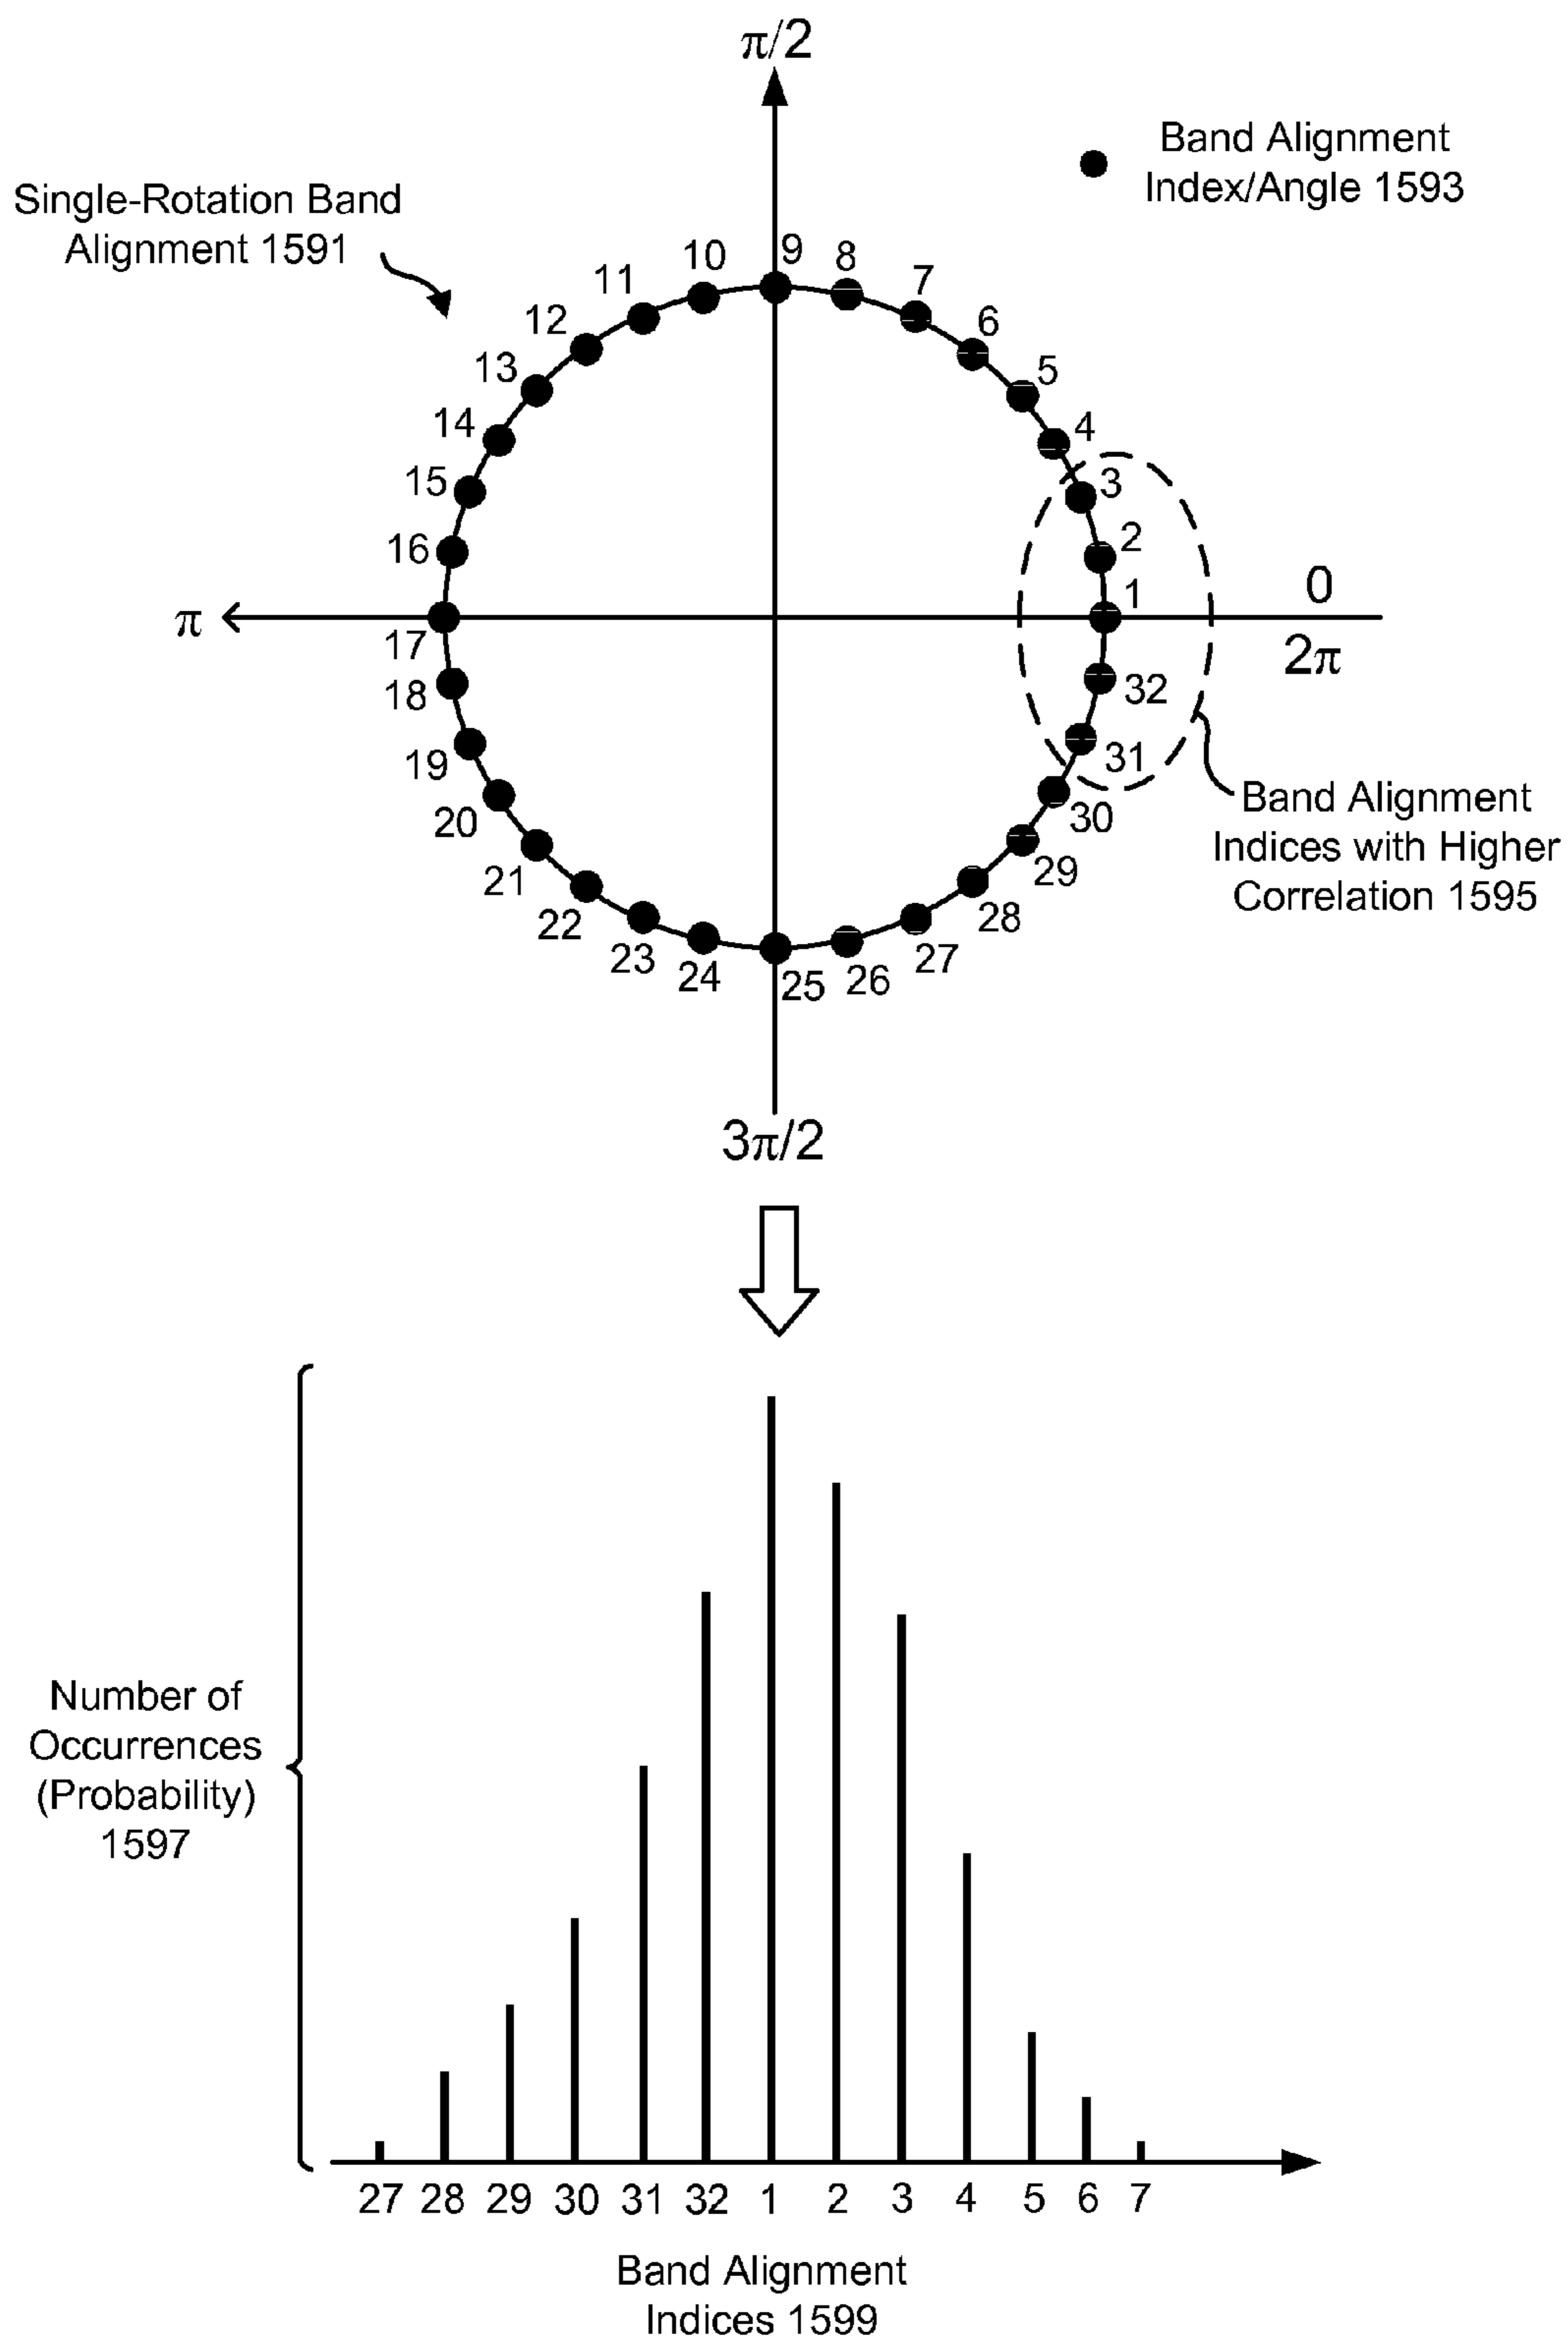 π/2
Band Alignment
Index/Angle 1593
Single-Rotation Band
Alignment 1591
9
10
8
11
7
12
6
13
5
14
4
15
3
16
2
1
0
π
17
2π
18
32
19
31
20
30
Band Alignment
Indices with Higher
Correlation 1595
21
29
22
28
23
27
24
25
26
3π/2
Number of
Occurrences
(Probability)
1597
27 28 29 30 31 32 1 2 3 4 5 6 7
Band Alignment
Indices 1599